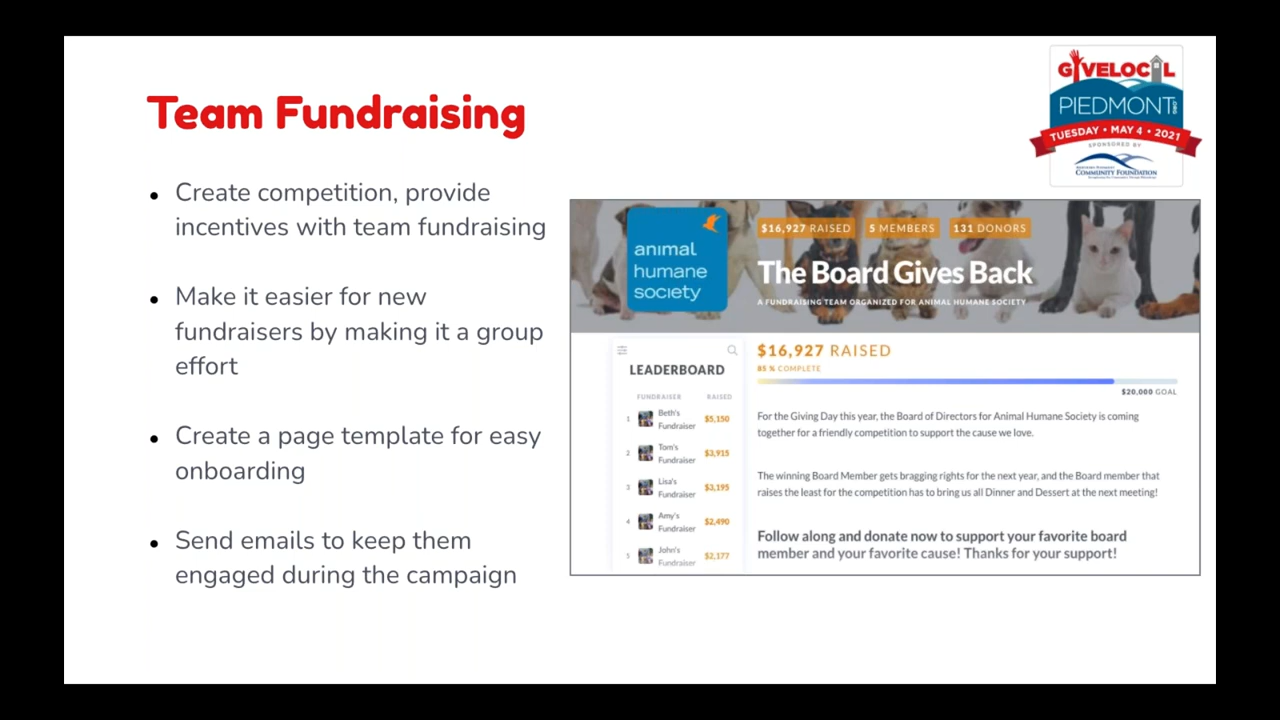 Team Fundraising
Create competition, provide
incentives with team fundraising
Make it easier for new
fundraisers by making it a group
effort
Create a page template for easy
onboarding
Send emails to keep them
engaged during the campaign
GIVELOCAL
PIEDMONT.ORG
TUESDAY • MAY 4 • 2021
SPONSORED BY
COMMUNITY FOUNDATION
animal
humane
society
$16,927 RAISED 5 MEMBERS 131 DONORS
The Board Gives Back
A FUNDRAISING TEAM ORGANIZED FOR ANIMAL HUMANE SOCIETY
LEADERBOARD
FUNDRAISER RAISED
1 Beth's Fundraiser $5,150
2 Tom's Fundraiser $3,915
3 Lisa's Fundraiser $3,195
4 Amy's Fundraiser $2,490
5 John's Fundraiser $2,177
$16,927 RAISED
85 % COMPLETE
$20,000 GOAL
For the Giving Day this year, the Board of Directors for Animal Humane Society is coming
together for a friendly competition to support the cause we love.
The winning Board Member gets bragging rights for the next year, and the Board member that
raises the least for the competition has to bring us all Dinner and Dessert at the next meeting!
Follow along and donate now to support your favorite board
member and your favorite cause! Thanks for your support!